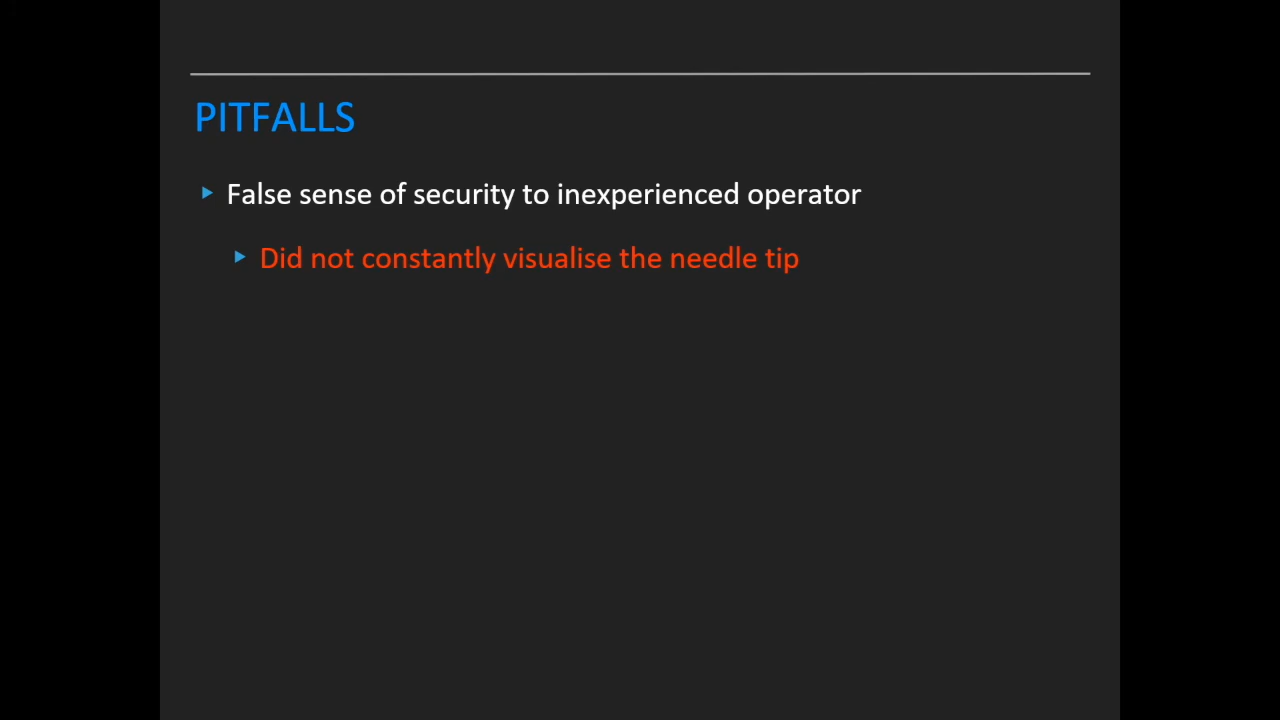 PITFALLS
False sense of security to inexperienced operator
Did not constantly visualise the needle tip